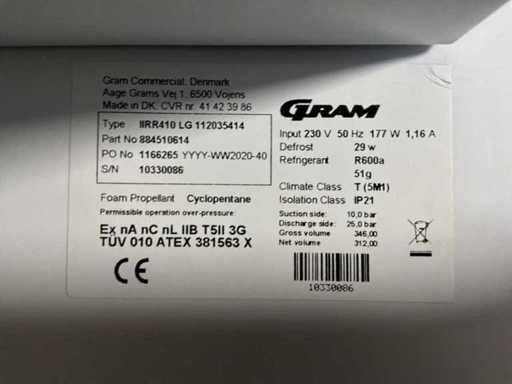 Gram Commercial. Denmark
Aage Grams Vej 1, 6500 Vojens
Made in DK. CVR nr. 41 42 39 86
Type IIRR410 LG 112035414
Part No 884510614
PO No 1166265 YYYY-WW2020-40
S/N 10330086
Foam Propellant Cyclopentane
Permissible operation over-pressure:
Ex nA nC nL IIB T5II 3G
TÜV 010 ATEX 381563 X
CE
GRAM
Input 230 V 50 Hz 177 W 1,16 A
Defrost 29 w
Refringerant R600a
51g
Climate Class T (5M1)
Isolation Class IP21
Suction side: 10,0 bar
Discharge side: 25,0 bar
Gross volume 346,00
Net volume 312,00
10330086